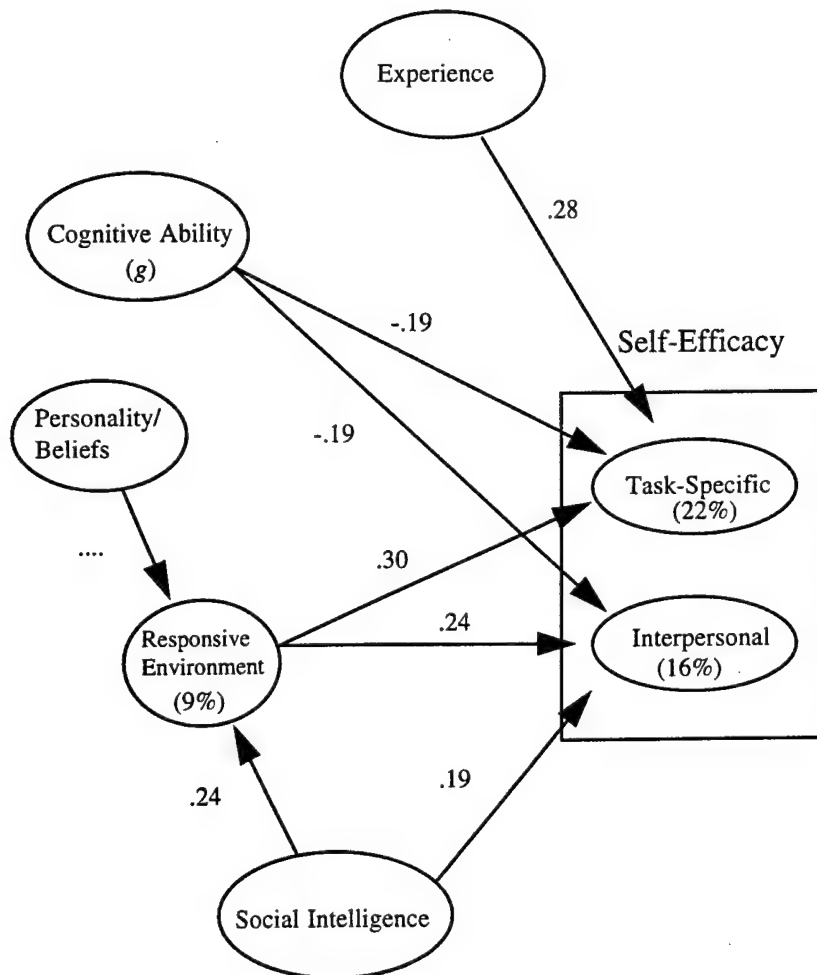 Experience
.28
Cognitive Ability
(g)
-.19
Self-Efficacy
-.19
Personality/
Beliefs
Task-Specific
(22%)
....
.30
.24
Responsive
Environment
(9%)
Interpersonal
(16%)
.24
.19
Social Intelligence